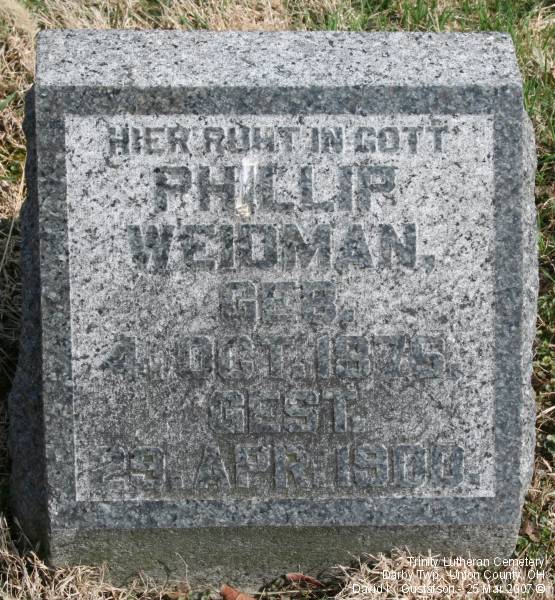 HIER RUHT IN GOTT
PHILLIP
WEIDMAN,
GEB.
4. OCT. 1875.
GEST.
29. APR. 1900.
Trinity Lutheran Cemetery
Darby Twp., Union County, OH
David K. Gustafson - 25 Mar 2007 ©